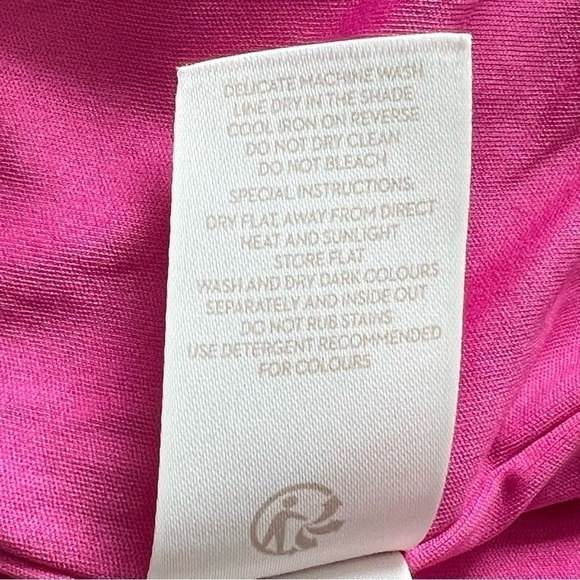 DELICATE MACHINE WASH
LINE DRY IN THE SHADE
COOL IRON ON REVERSE
DO NOT DRY CLEAN
DO NOT BLEACH
SPECIAL INSTRUCTIONS:
DRY FLAT, AWAY FROM DIRECT
HEAT AND SUNLIGHT
STORE FLAT
WASH AND DRY DARK COLOURS
SEPARATELY AND INSIDE OUT
DO NOT RUB STAINS
USE DETERGENT RECOMMENDED
FOR COLOURS